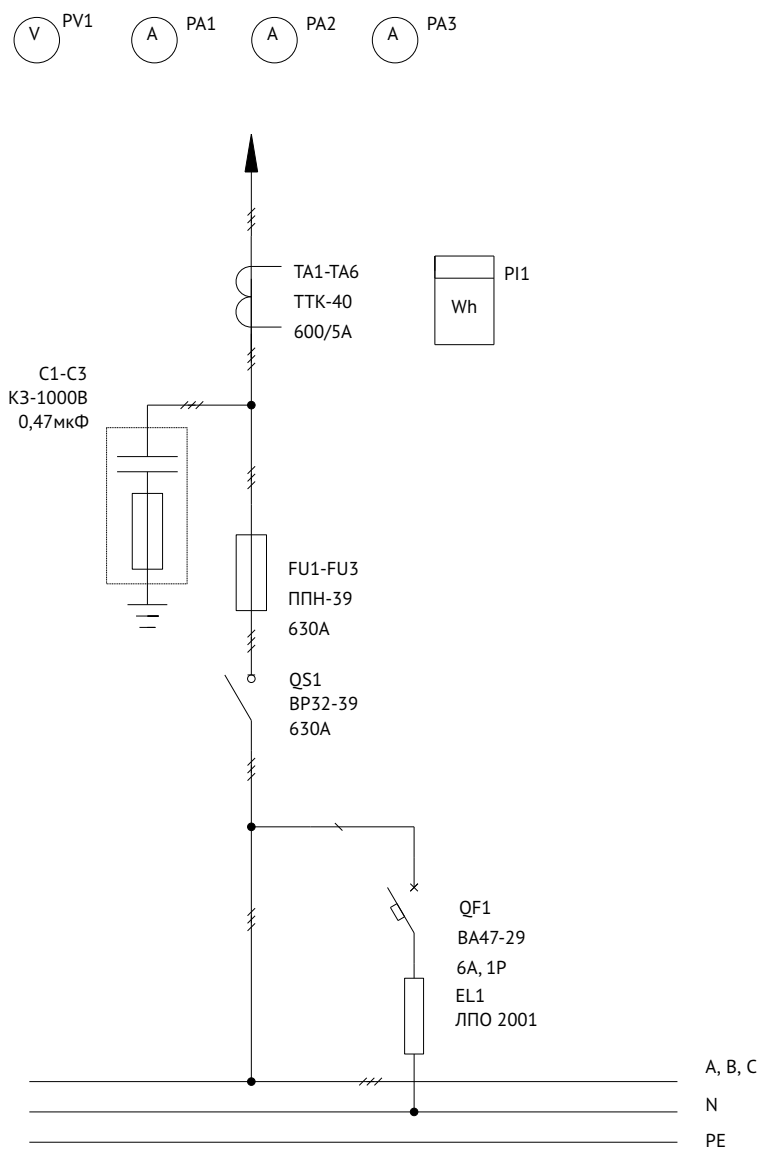 V PV1
A PA1
A PA2
A PA3
TA1-TA6
ТТК-40
600/5А
PI1
Wh
C1-C3
КЗ-1000В
0,47мкФ
FU1-FU3
ППН-39
630А
QS1
ВР32-39
630А
QF1
ВА47-29
6А, 1Р
EL1
ЛПО 2001
A, B, C
N
PE